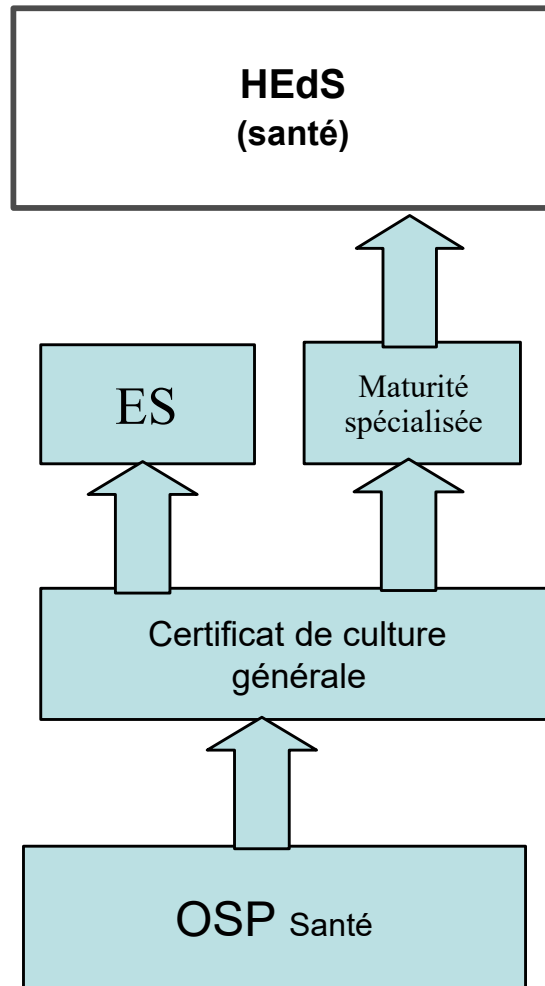 HEdS
(santé)
ES
Maturité
spécialisée
Certificat de culture
générale
OSP Santé